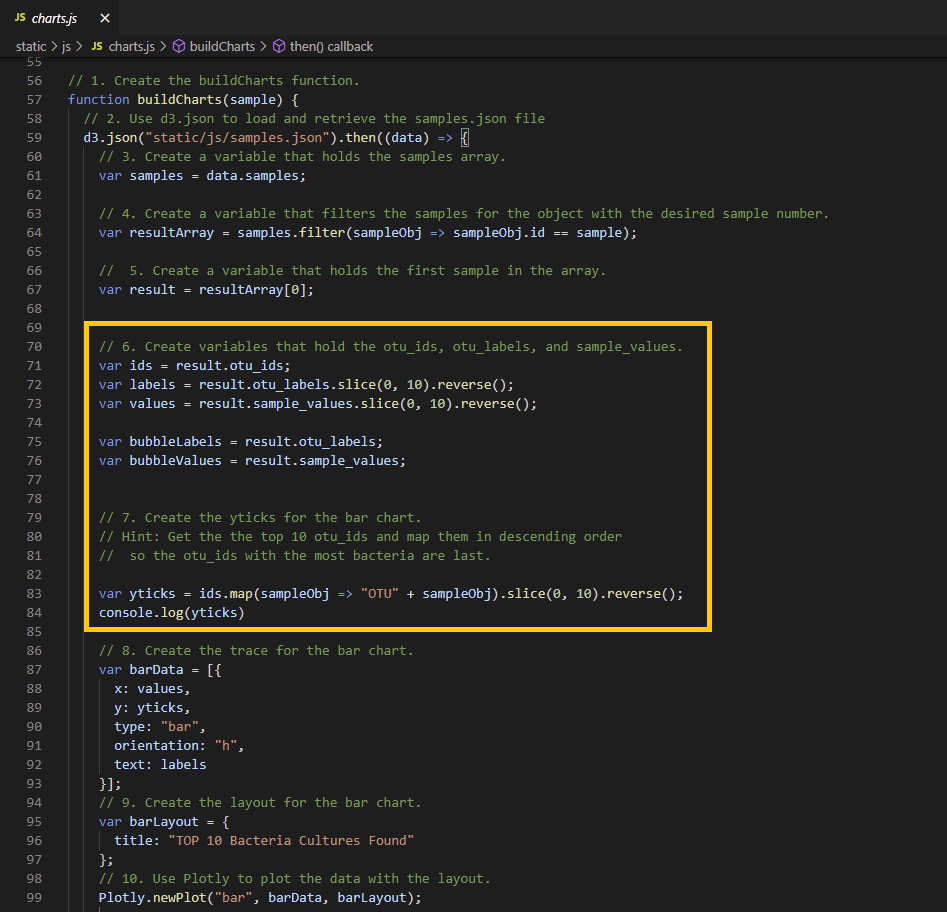 JS charts.js ×
static > js > JS charts.js > buildCharts > then() callback
55
56 // 1. Create the buildCharts function.
57 function buildCharts(sample) {
58   // 2. Use d3.json to load and retrieve the samples.json file
59   d3.json("static/js/samples.json").then((data) => {
60     // 3. Create a variable that holds the samples array.
61     var samples = data.samples;
62
63     // 4. Create a variable that filters the samples for the object with the desired sample number.
64     var resultArray = samples.filter(sampleObj => sampleObj.id == sample);
65
66     //  5. Create a variable that holds the first sample in the array.
67     var result = resultArray[0];
68
69
70     // 6. Create variables that hold the otu_ids, otu_labels, and sample_values.
71     var ids = result.otu_ids;
72     var labels = result.otu_labels.slice(0, 10).reverse();
73     var values = result.sample_values.slice(0, 10).reverse();
74
75     var bubbleLabels = result.otu_labels;
76     var bubbleValues = result.sample_values;
77
78
79     // 7. Create the yticks for the bar chart.
80     // Hint: Get the the top 10 otu_ids and map them in descending order
81     //  so the otu_ids with the most bacteria are last.
82
83     var yticks = ids.map(sampleObj => "OTU" + sampleObj).slice(0, 10).reverse();
84     console.log(yticks)
85
86     // 8. Create the trace for the bar chart.
87     var barData = [{
88       x: values,
89       y: yticks,
90       type: "bar",
91       orientation: "h",
92       text: labels
93     }];
94     // 9. Create the layout for the bar chart.
95     var barLayout = {
96       title: "TOP 10 Bacteria Cultures Found"
97     };
98     // 10. Use Plotly to plot the data with the layout.
99     Plotly.newPlot("bar", barData, barLayout);